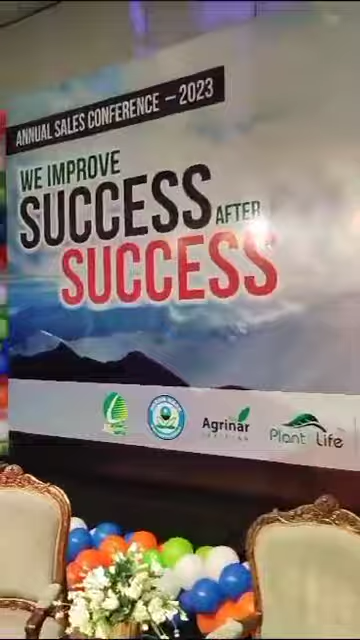 ANNUAL SALES CONFERENCE – 2023
WE IMPROVE
SUCCESS AFTER
SUCCESS
Agrinar
Plant Life